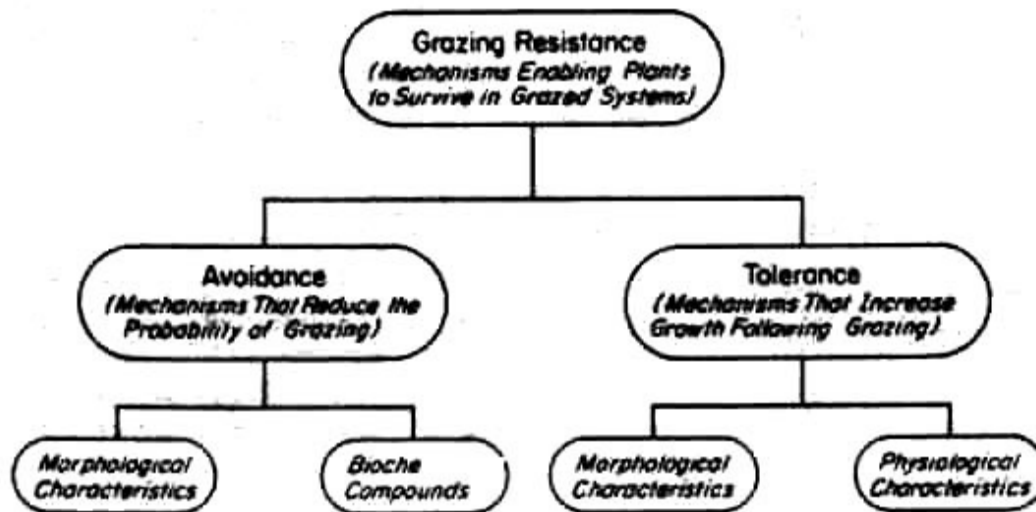 Grazing Resistance
(Mechanisms Enabling Plants
to Survive in Grazed Systems)
Avoidance
(Mechanisms That Reduce the
Probability of Grazing)
Tolerance
(Mechanisms That Increase
Growth Following Grazing)
Morphological
Characteristics
Bioche
Compounds
Morphological
Characteristics
Physiological
Characteristics